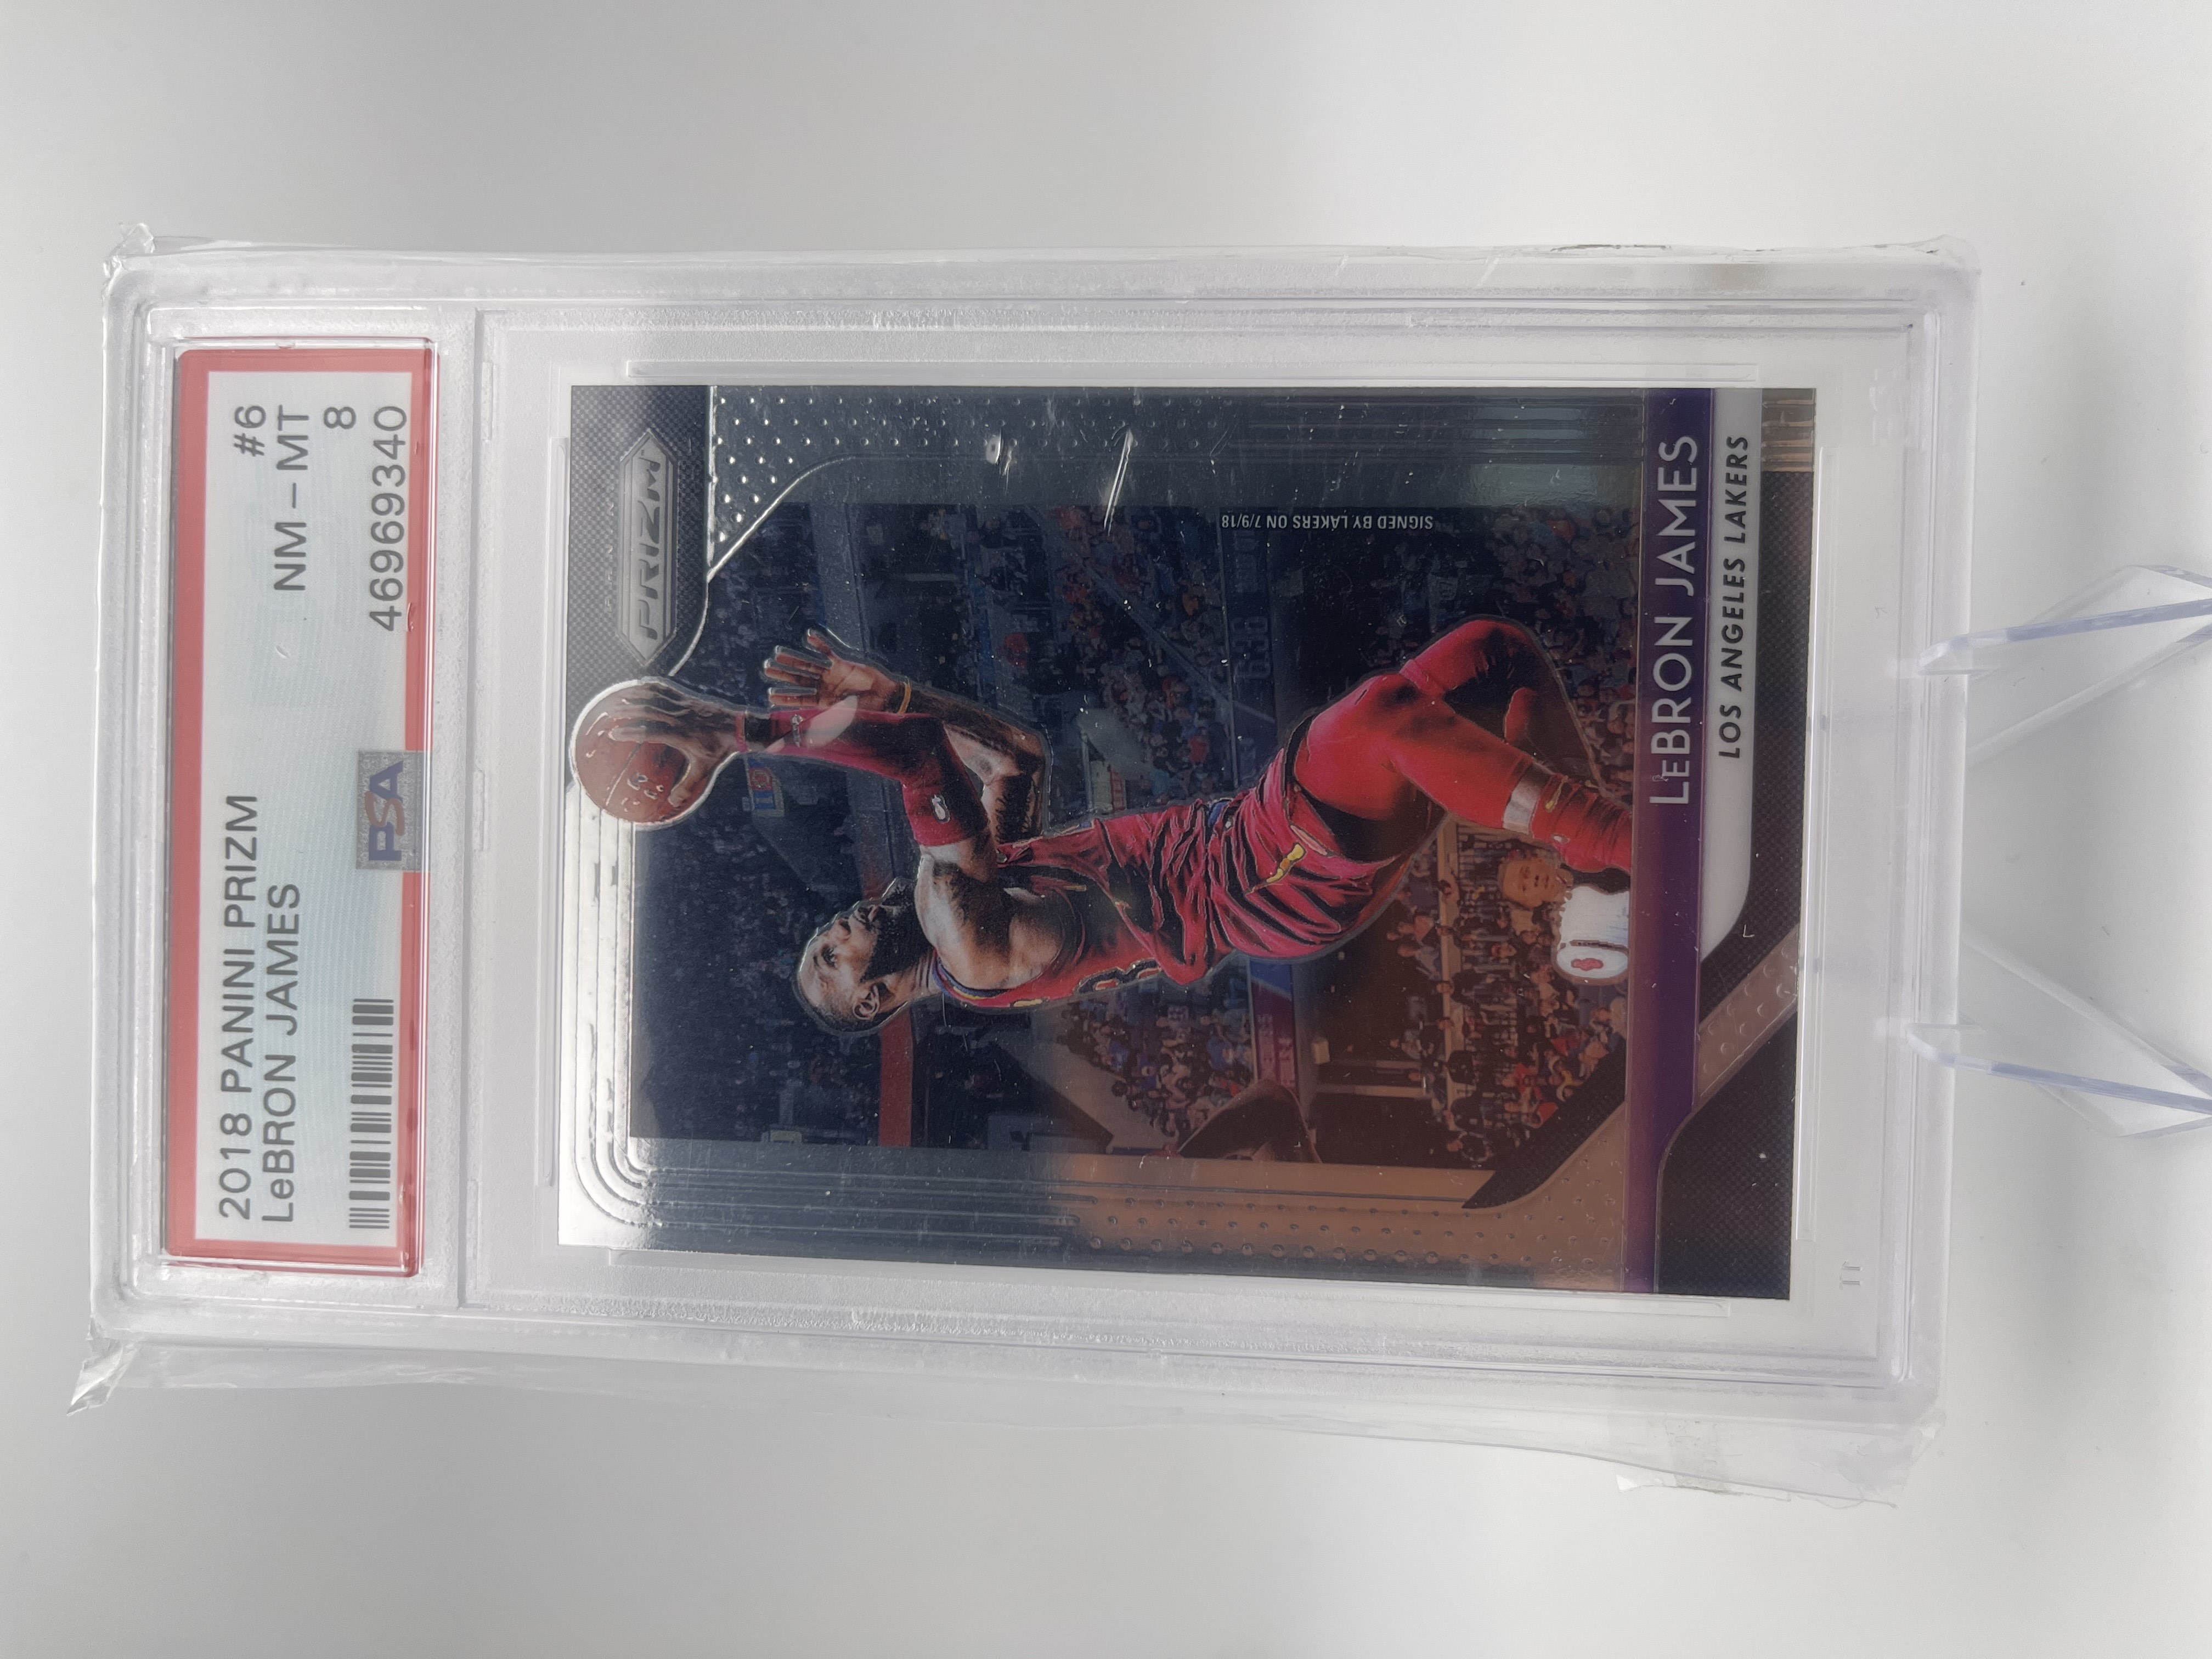 2018 PANINI PRIZM
LeBRON JAMES
#6
NM - MT
8
46969340
PSA
PANINI
PRIZM
SIGNED BY LAKERS ON 7/9/18
LEBRON JAMES
LOS ANGELES LAKERS